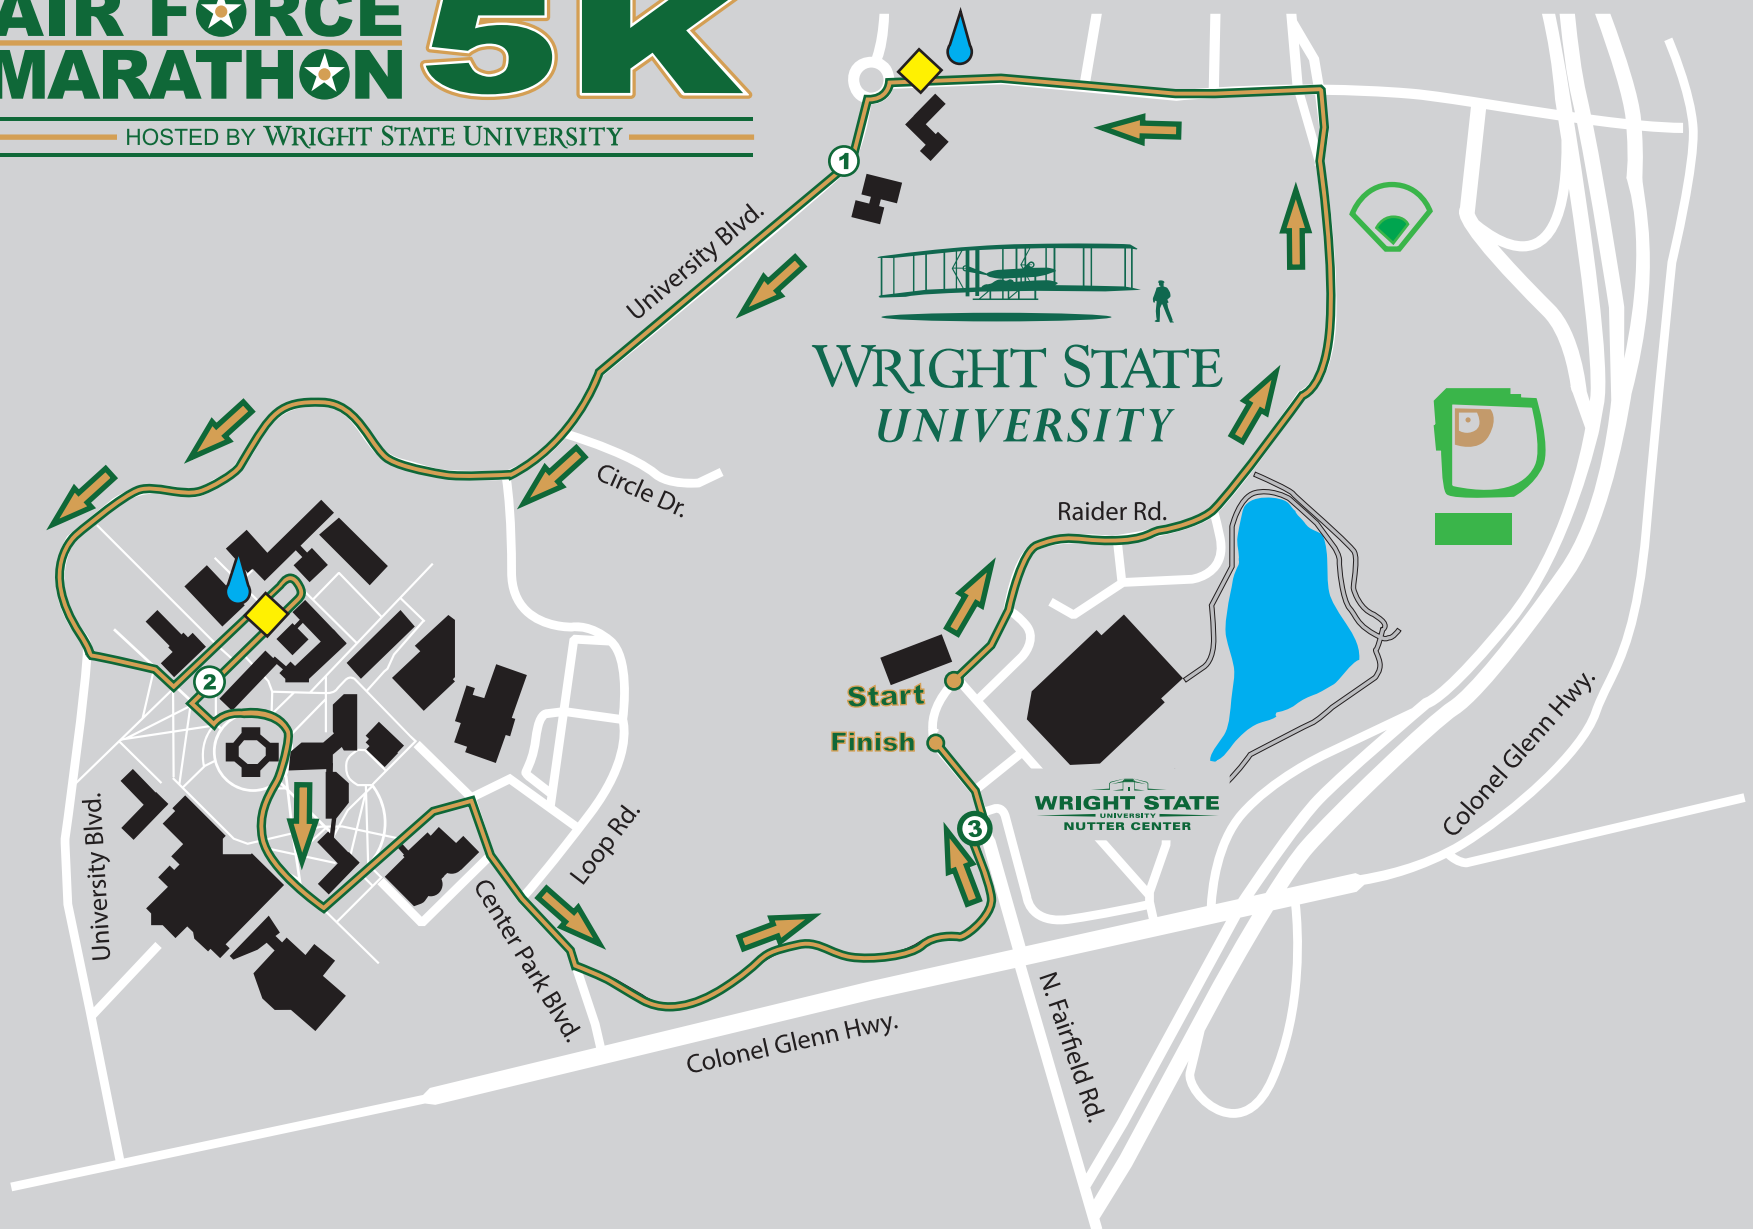 AIR FORCE
MARATHON
5K
HOSTED BY WRIGHT STATE UNIVERSITY
1
University Blvd.
WRIGHT STATE
UNIVERSITY
Circle Dr.
Raider Rd.
2
Start
Finish
WRIGHT STATE
UNIVERSITY
NUTTER CENTER
3
Colonel Glenn Hwy.
University Blvd.
Loop Rd.
Center Park Blvd.
Colonel Glenn Hwy.
N. Fairfield Rd.